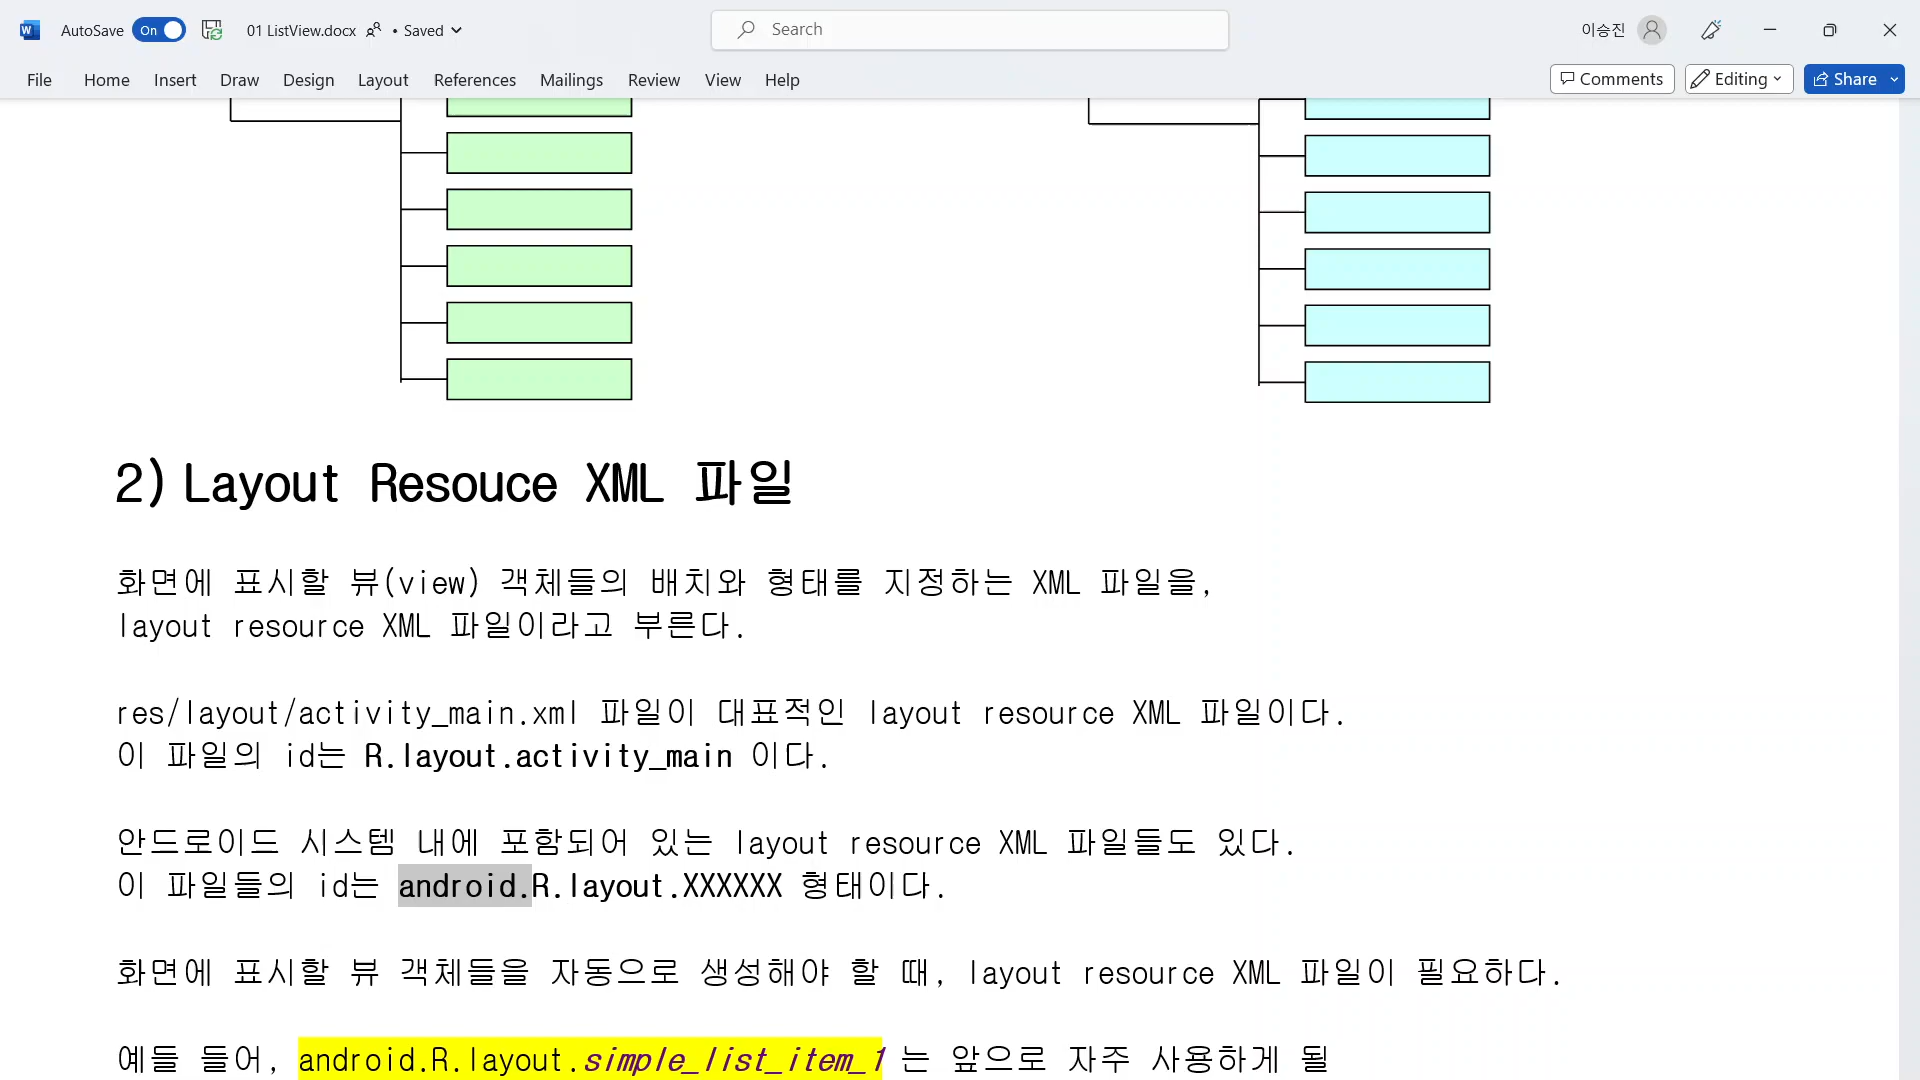 AutoSave On 01 ListView.docx • Saved Search 이승진
File Home Insert Draw Design Layout References Mailings Review View Help Comments Editing Share
2) Layout Resouce XML 파일
화면에 표시할 뷰(view) 객체들의 배치와 형태를 지정하는 XML 파일을,
layout resource XML 파일이라고 부른다.
res/layout/activity_main.xml 파일이 대표적인 layout resource XML 파일이다.
이 파일의 id는 R.layout.activity_main 이다.
안드로이드 시스템 내에 포함되어 있는 layout resource XML 파일들도 있다.
이 파일들의 id는 android.R.layout.XXXXXX 형태이다.
화면에 표시할 뷰 객체들을 자동으로 생성해야 할 때, layout resource XML 파일이 필요하다.
예들 들어, android.R.layout.simple_list_item_1 는 앞으로 자주 사용하게 될